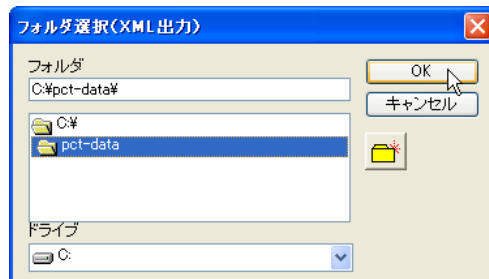 フォルダ選択(XML出力)
フォルダ
C:¥pct-data¥
OK
キャンセル
C:¥
pct-data
ドライブ
C: